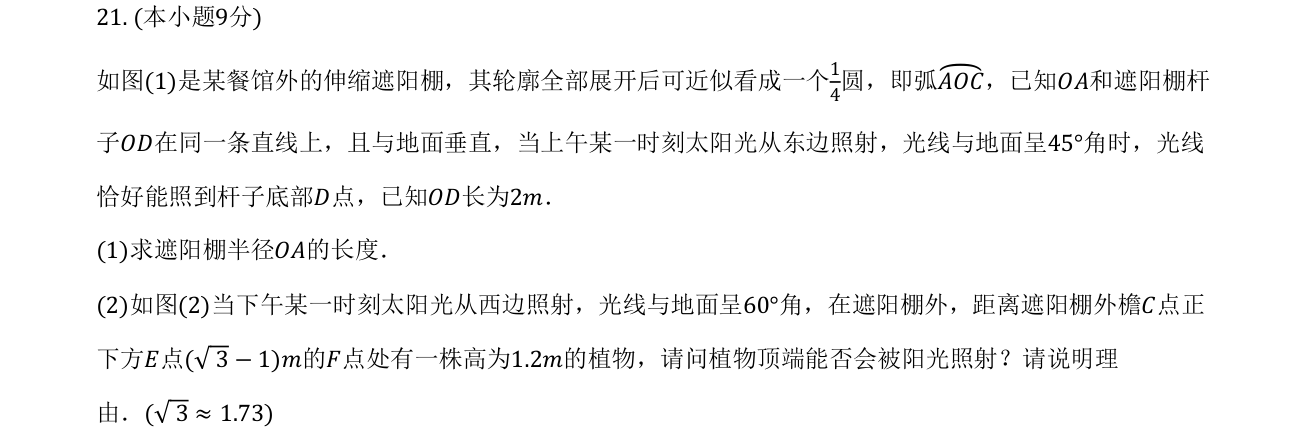 21. (本小题9分)
如图(1)是某餐馆外的伸缩遮阳棚，其轮廓全部展开后可近似看成一个$\frac{1}{4}$圆，即弧$\overset{\frown}{AOC}$，已知OA和遮阳棚杆
子OD在同一条直线上，且与地面垂直，当上午某一时刻太阳光从东边照射，光线与地面呈45°角时，光线
恰好能照到杆子底部D点，已知OD长为2m．
(1)求遮阳棚半径OA的长度．
(2)如图(2)当下午某一时刻太阳光从西边照射，光线与地面呈60°角，在遮阳棚外，距离遮阳棚外檐C点正
下方E点(√3 − 1)m的F点处有一株高为1.2m的植物，请问植物顶端能否会被阳光照射？请说明理
由．(√3 ≈ 1.73)